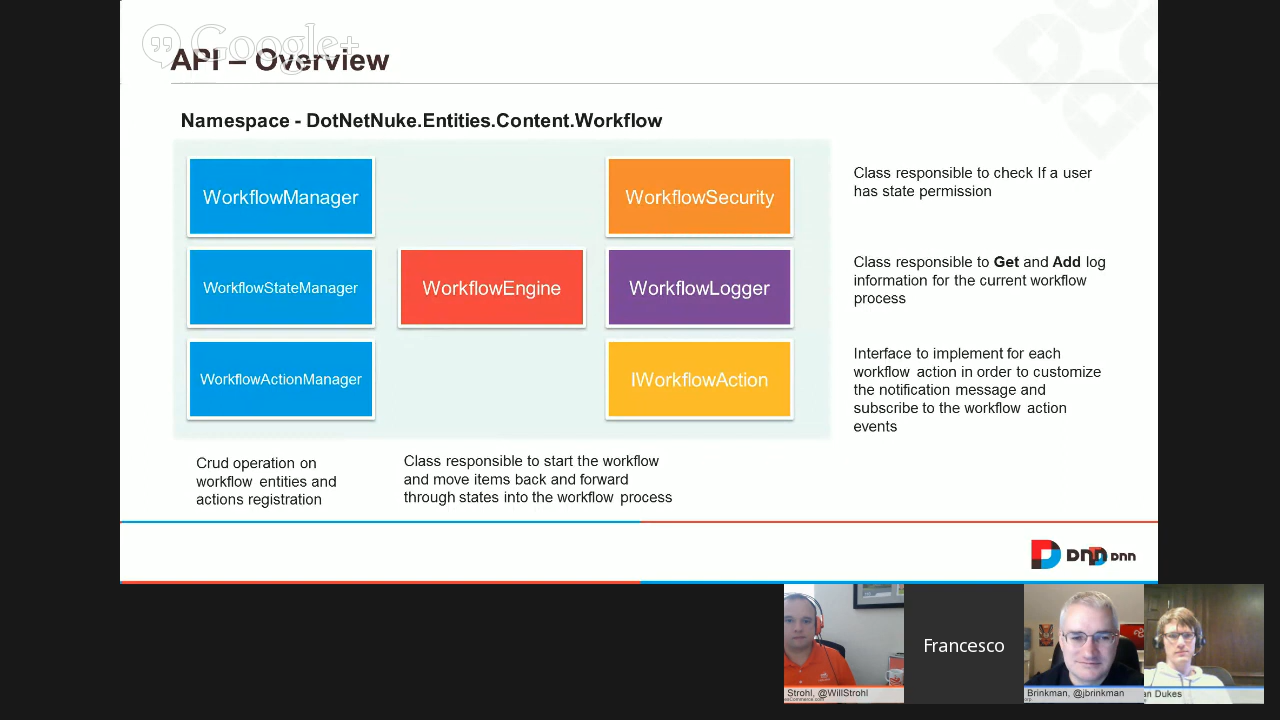 Google+
API – Overview
Namespace - DotNetNuke.Entities.Content.Workflow
WorkflowManager
WorkflowSecurity
Class responsible to check If a user
has state permission
WorkflowStateManager
WorkflowEngine
WorkflowLogger
Class responsible to Get and Add log
information for the current workflow
process
WorkflowActionManager
IWorkflowAction
Interface to implement for each
workflow action in order to customize
the notification message and
subscribe to the workflow action
events
Crud operation on
workflow entities and
actions registration
Class responsible to start the workflow
and move items back and forward
through states into the workflow process
DNN DNN
Francesco
Strohl, @WillStrohl
Brinkman, @jbrinkman
an Dukes